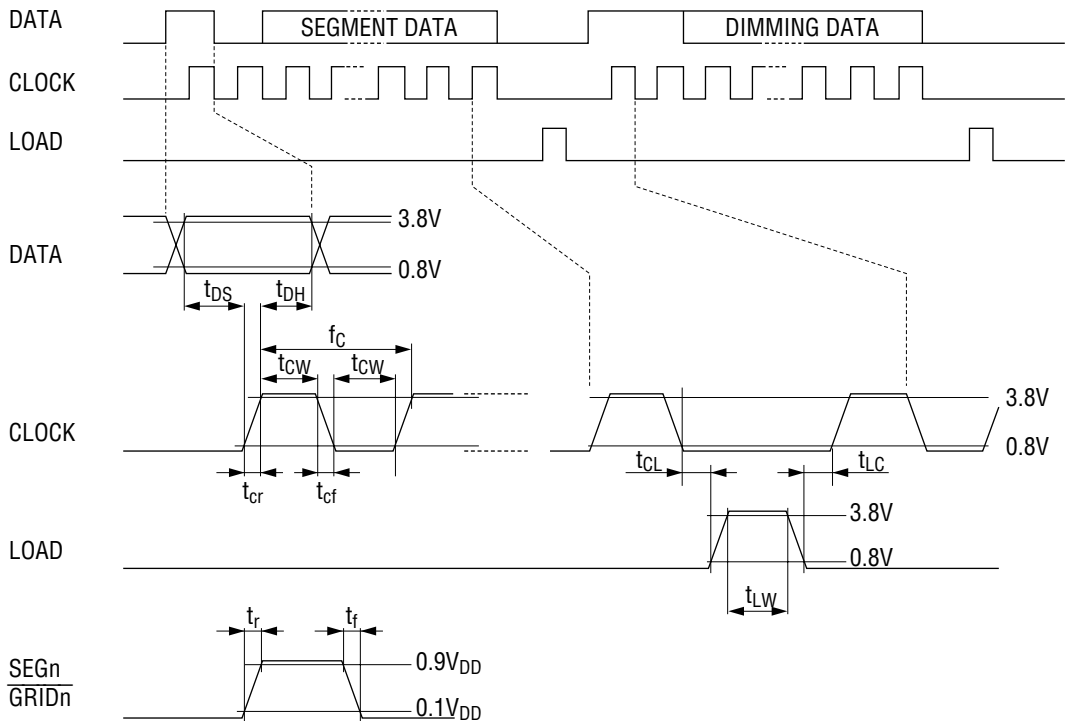 DATA
SEGMENT DATA
DIMMING DATA
CLOCK
LOAD
3.8V
DATA
0.8V
tDS
tDH
fC
tCW
tCW
3.8V
CLOCK
0.8V
tCL
tLC
tcr
tcf
3.8V
LOAD
0.8V
tLW
tr
tf
SEGn
0.9VDD
GRIDn
0.1VDD